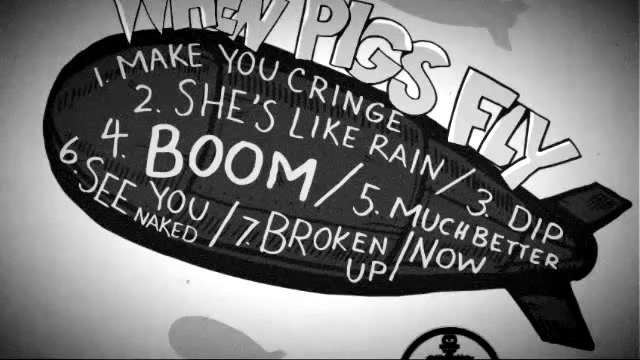 WHEN PIGS FLY
1. MAKE YOU CRINGE
2. SHE'S LIKE RAIN / 3. DIP
4. BOOM / 5. MUCH BETTER
6. SEE YOU NAKED / 7. BROKEN UP / NOW